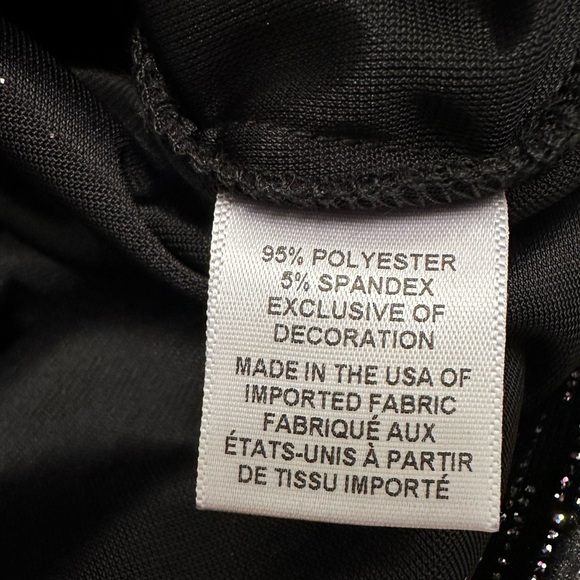 95% POLYESTER
5% SPANDEX
EXCLUSIVE OF
DECORATION
MADE IN THE USA OF
IMPORTED FABRIC
FABRIQUÉ AUX
ÉTATS-UNIS À PARTIR
DE TISSU IMPORTÉ